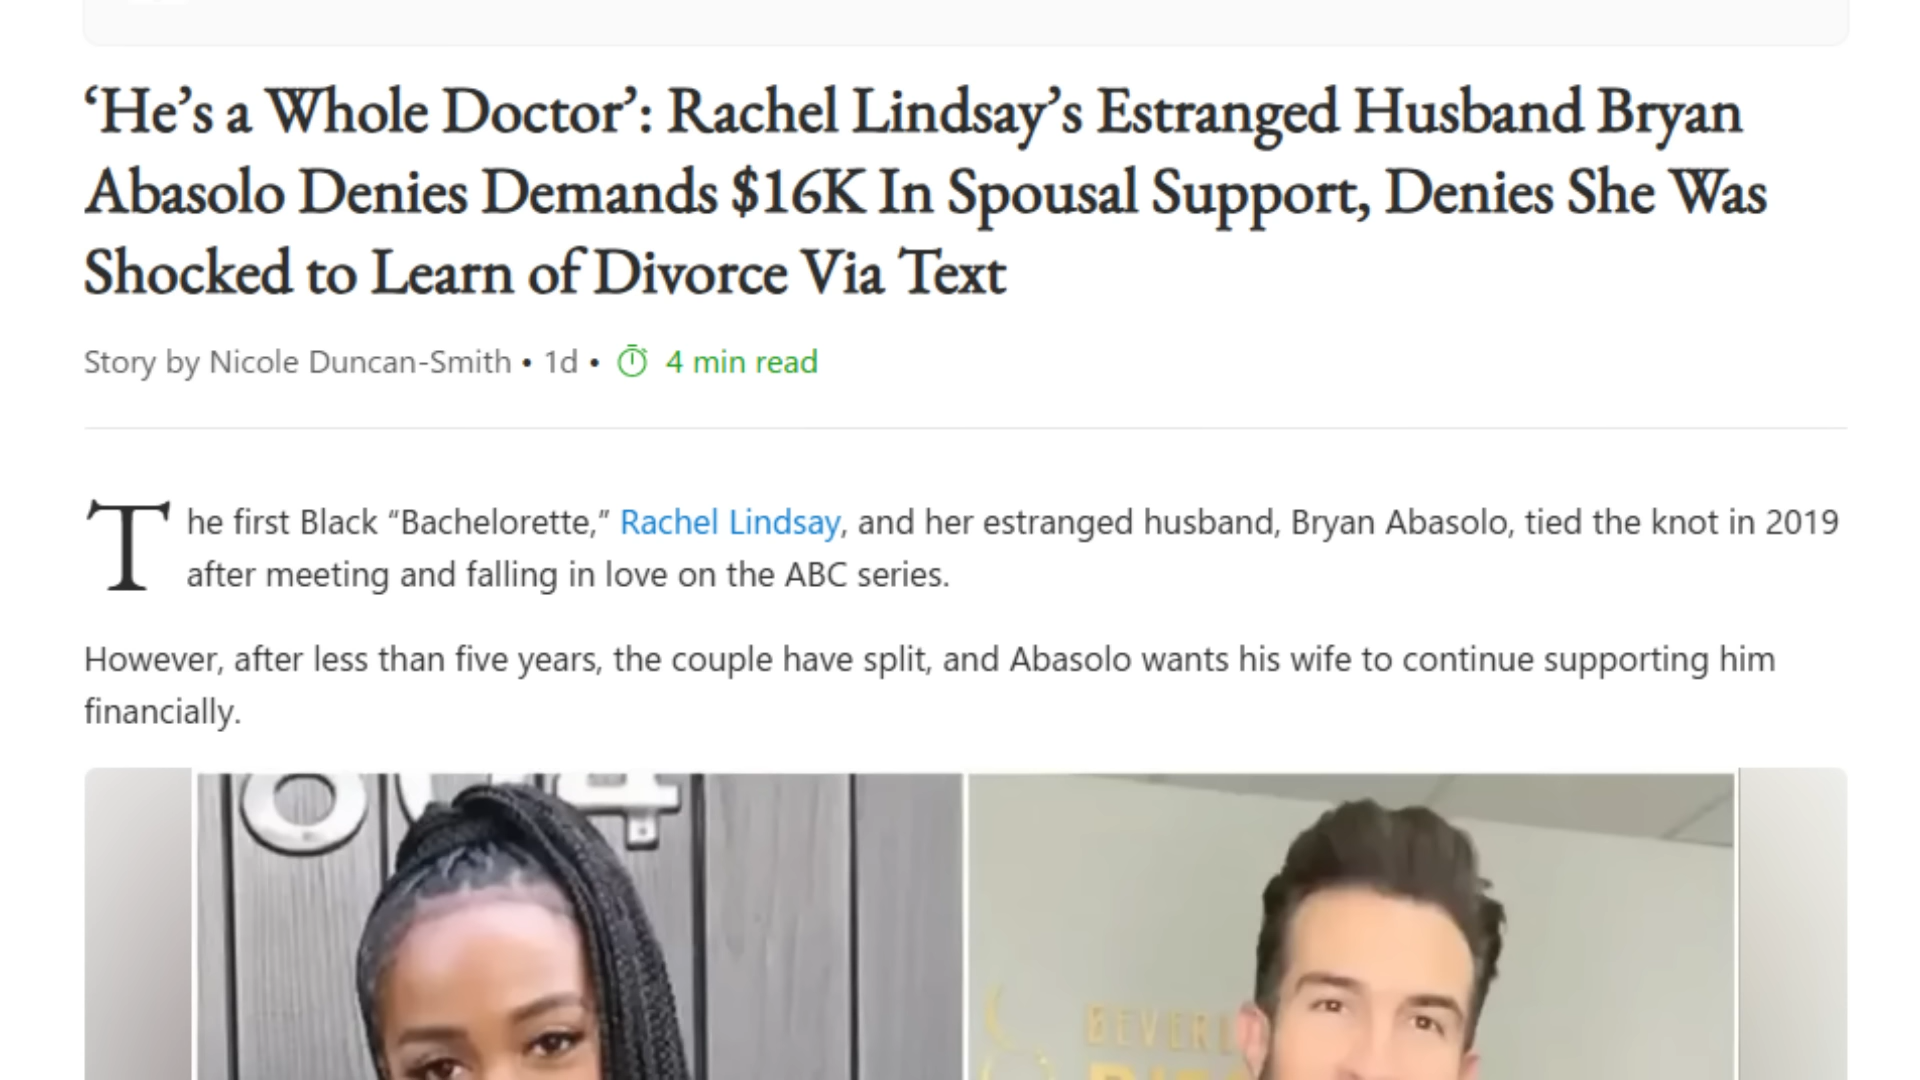 ‘He’s a Whole Doctor’: Rachel Lindsay’s Estranged Husband Bryan
Abasolo Denies Demands $16K In Spousal Support, Denies She Was
Shocked to Learn of Divorce Via Text
Story by Nicole Duncan-Smith • 1d • 4 min read
The first Black “Bachelorette,” Rachel Lindsay, and her estranged husband, Bryan Abasolo, tied the knot in 2019
after meeting and falling in love on the ABC series.
However, after less than five years, the couple have split, and Abasolo wants his wife to continue supporting him
financially.